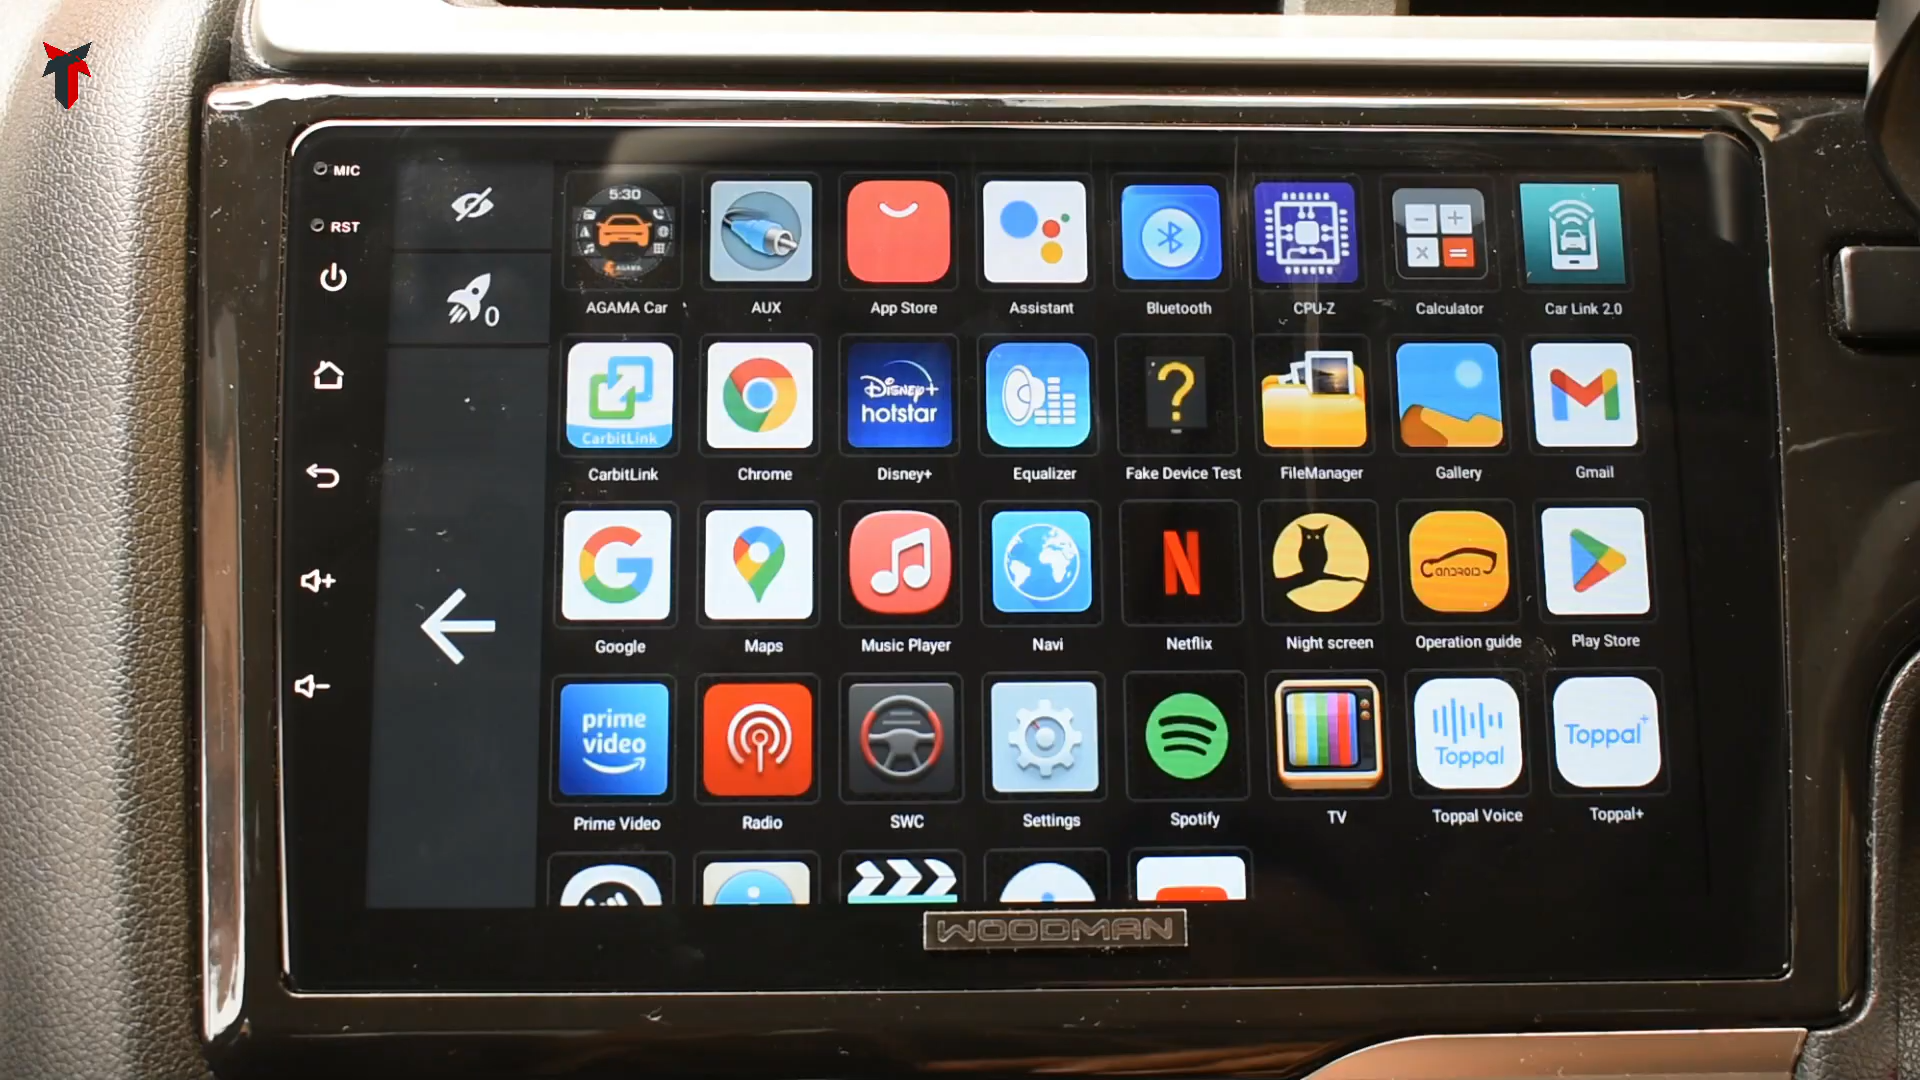 MIC
RST
0
5:30
AGAMA
AGAMA Car
AUX
App Store
Assistant
Bluetooth
CPU-Z
Calculator
Car Link 2.0
CarbitLink
Disney+
hotstar
CarbitLink
Chrome
Disney+
Equalizer
Fake Device Test
FileManager
Gallery
Gmail
CANDROID
Google
Maps
Music Player
Navi
Netflix
Night screen
Operation guide
Play Store
prime
video
Toppal
Toppal+
Prime Video
Radio
SWC
Settings
Spotify
TV
Toppal Voice
Toppal+
WOODMAN